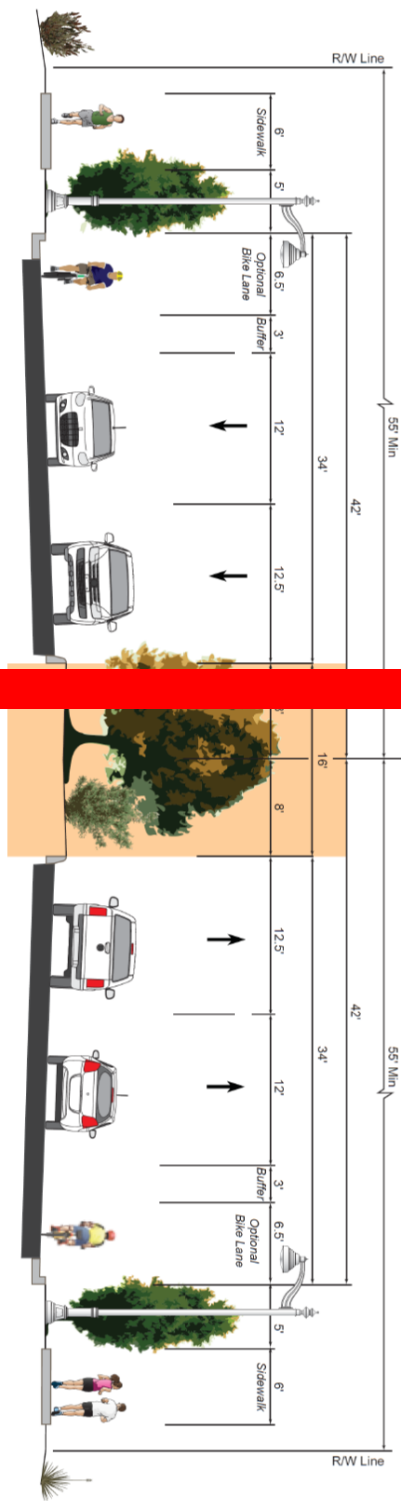 R/W Line
55' Min
42'
34'
6'
Sidewalk
5'
6.5'
Optional
Bike Lane
3'
Buffer
12'
12.5'
16'
8'
12.5'
12'
3'
Buffer
6.5'
Optional
Bike Lane
5'
6'
Sidewalk
34'
42'
55' Min
R/W Line